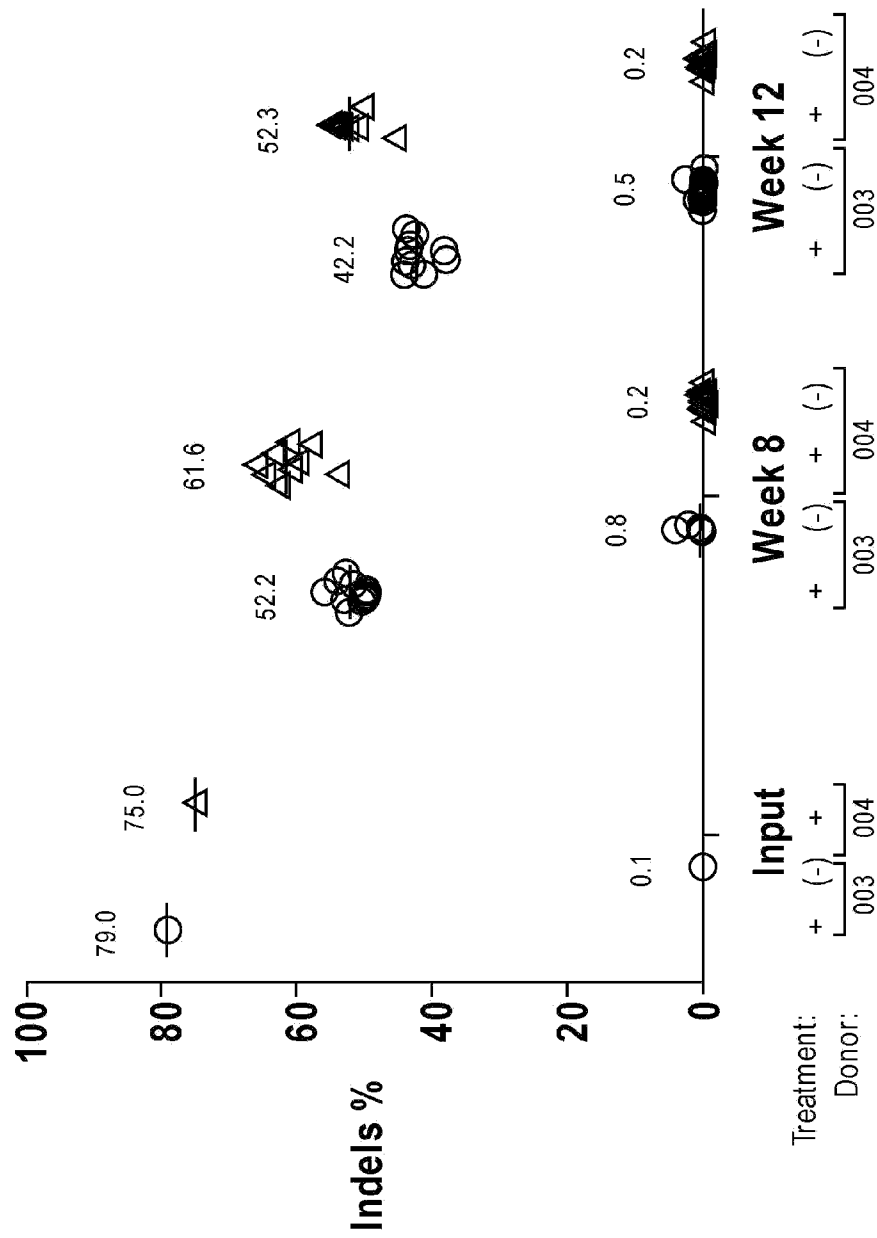 Indels %
100
80
60
40
20
0
79.0
0.1
75.0
52.2
0.8
61.6
0.2
42.2
0.5
52.3
0.2
Input
Week 8
Week 12
Treatment: + (-) + + (-) + (-) + (-) + (-)
Donor: 003 004 003 004 003 004